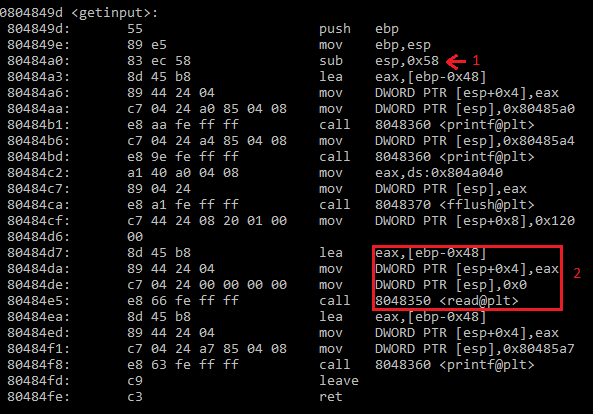 0804849d <getinput>:
804849d: 55 push ebp
804849e: 89 e5 mov ebp,esp
80484a0: 83 ec 58 sub esp,0x58 1
80484a3: 8d 45 b8 lea eax,[ebp-0x48]
80484a6: 89 44 24 04 mov DWORD PTR [esp+0x4],eax
80484aa: c7 04 24 a0 85 04 08 mov DWORD PTR [esp],0x80485a0
80484b1: e8 aa fe ff ff call 8048360 <printf@plt>
80484b6: c7 04 24 a4 85 04 08 mov DWORD PTR [esp],0x80485a4
80484bd: e8 9e fe ff ff call 8048360 <printf@plt>
80484c2: a1 40 a0 04 08 mov eax,ds:0x804a040
80484c7: 89 04 24 mov DWORD PTR [esp],eax
80484ca: e8 a1 fe ff ff call 8048370 <fflush@plt>
80484cf: c7 44 24 08 20 01 00 mov DWORD PTR [esp+0x8],0x120
80484d6: 00
80484d7: 8d 45 b8 lea eax,[ebp-0x48]
80484da: 89 44 24 04 mov DWORD PTR [esp+0x4],eax 2
80484de: c7 04 24 00 00 00 00 mov DWORD PTR [esp],0x0
80484e5: e8 66 fe ff ff call 8048350 <read@plt>
80484ea: 8d 45 b8 lea eax,[ebp-0x48]
80484ed: 89 44 24 04 mov DWORD PTR [esp+0x4],eax
80484f1: c7 04 24 a7 85 04 08 mov DWORD PTR [esp],0x80485a7
80484f8: e8 63 fe ff ff call 8048360 <printf@plt>
80484fd: c9 leave
80484fe: c3 ret